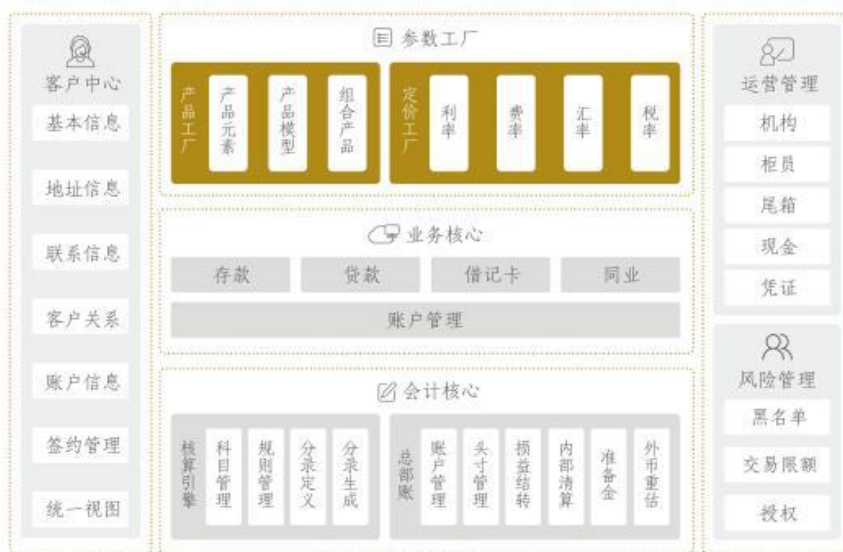 客户中心
基本信息
地址信息
联系信息
客户关系
账户信息
签约管理
统一视图
参数工厂
产品工厂
产品元素
产品模型
组合产品
定价工厂
利率
费率
汇率
税率
业务核心
存款
贷款
借记卡
同业
账户管理
会计核心
核算引擎
科目管理
规则管理
分录定义
分录生成
总部账
账户管理
头寸管理
损益结转
内部清算
准备金
外币重估
运营管理
机构
柜员
尾箱
现金
凭证
风险管理
黑名单
交易限额
授权